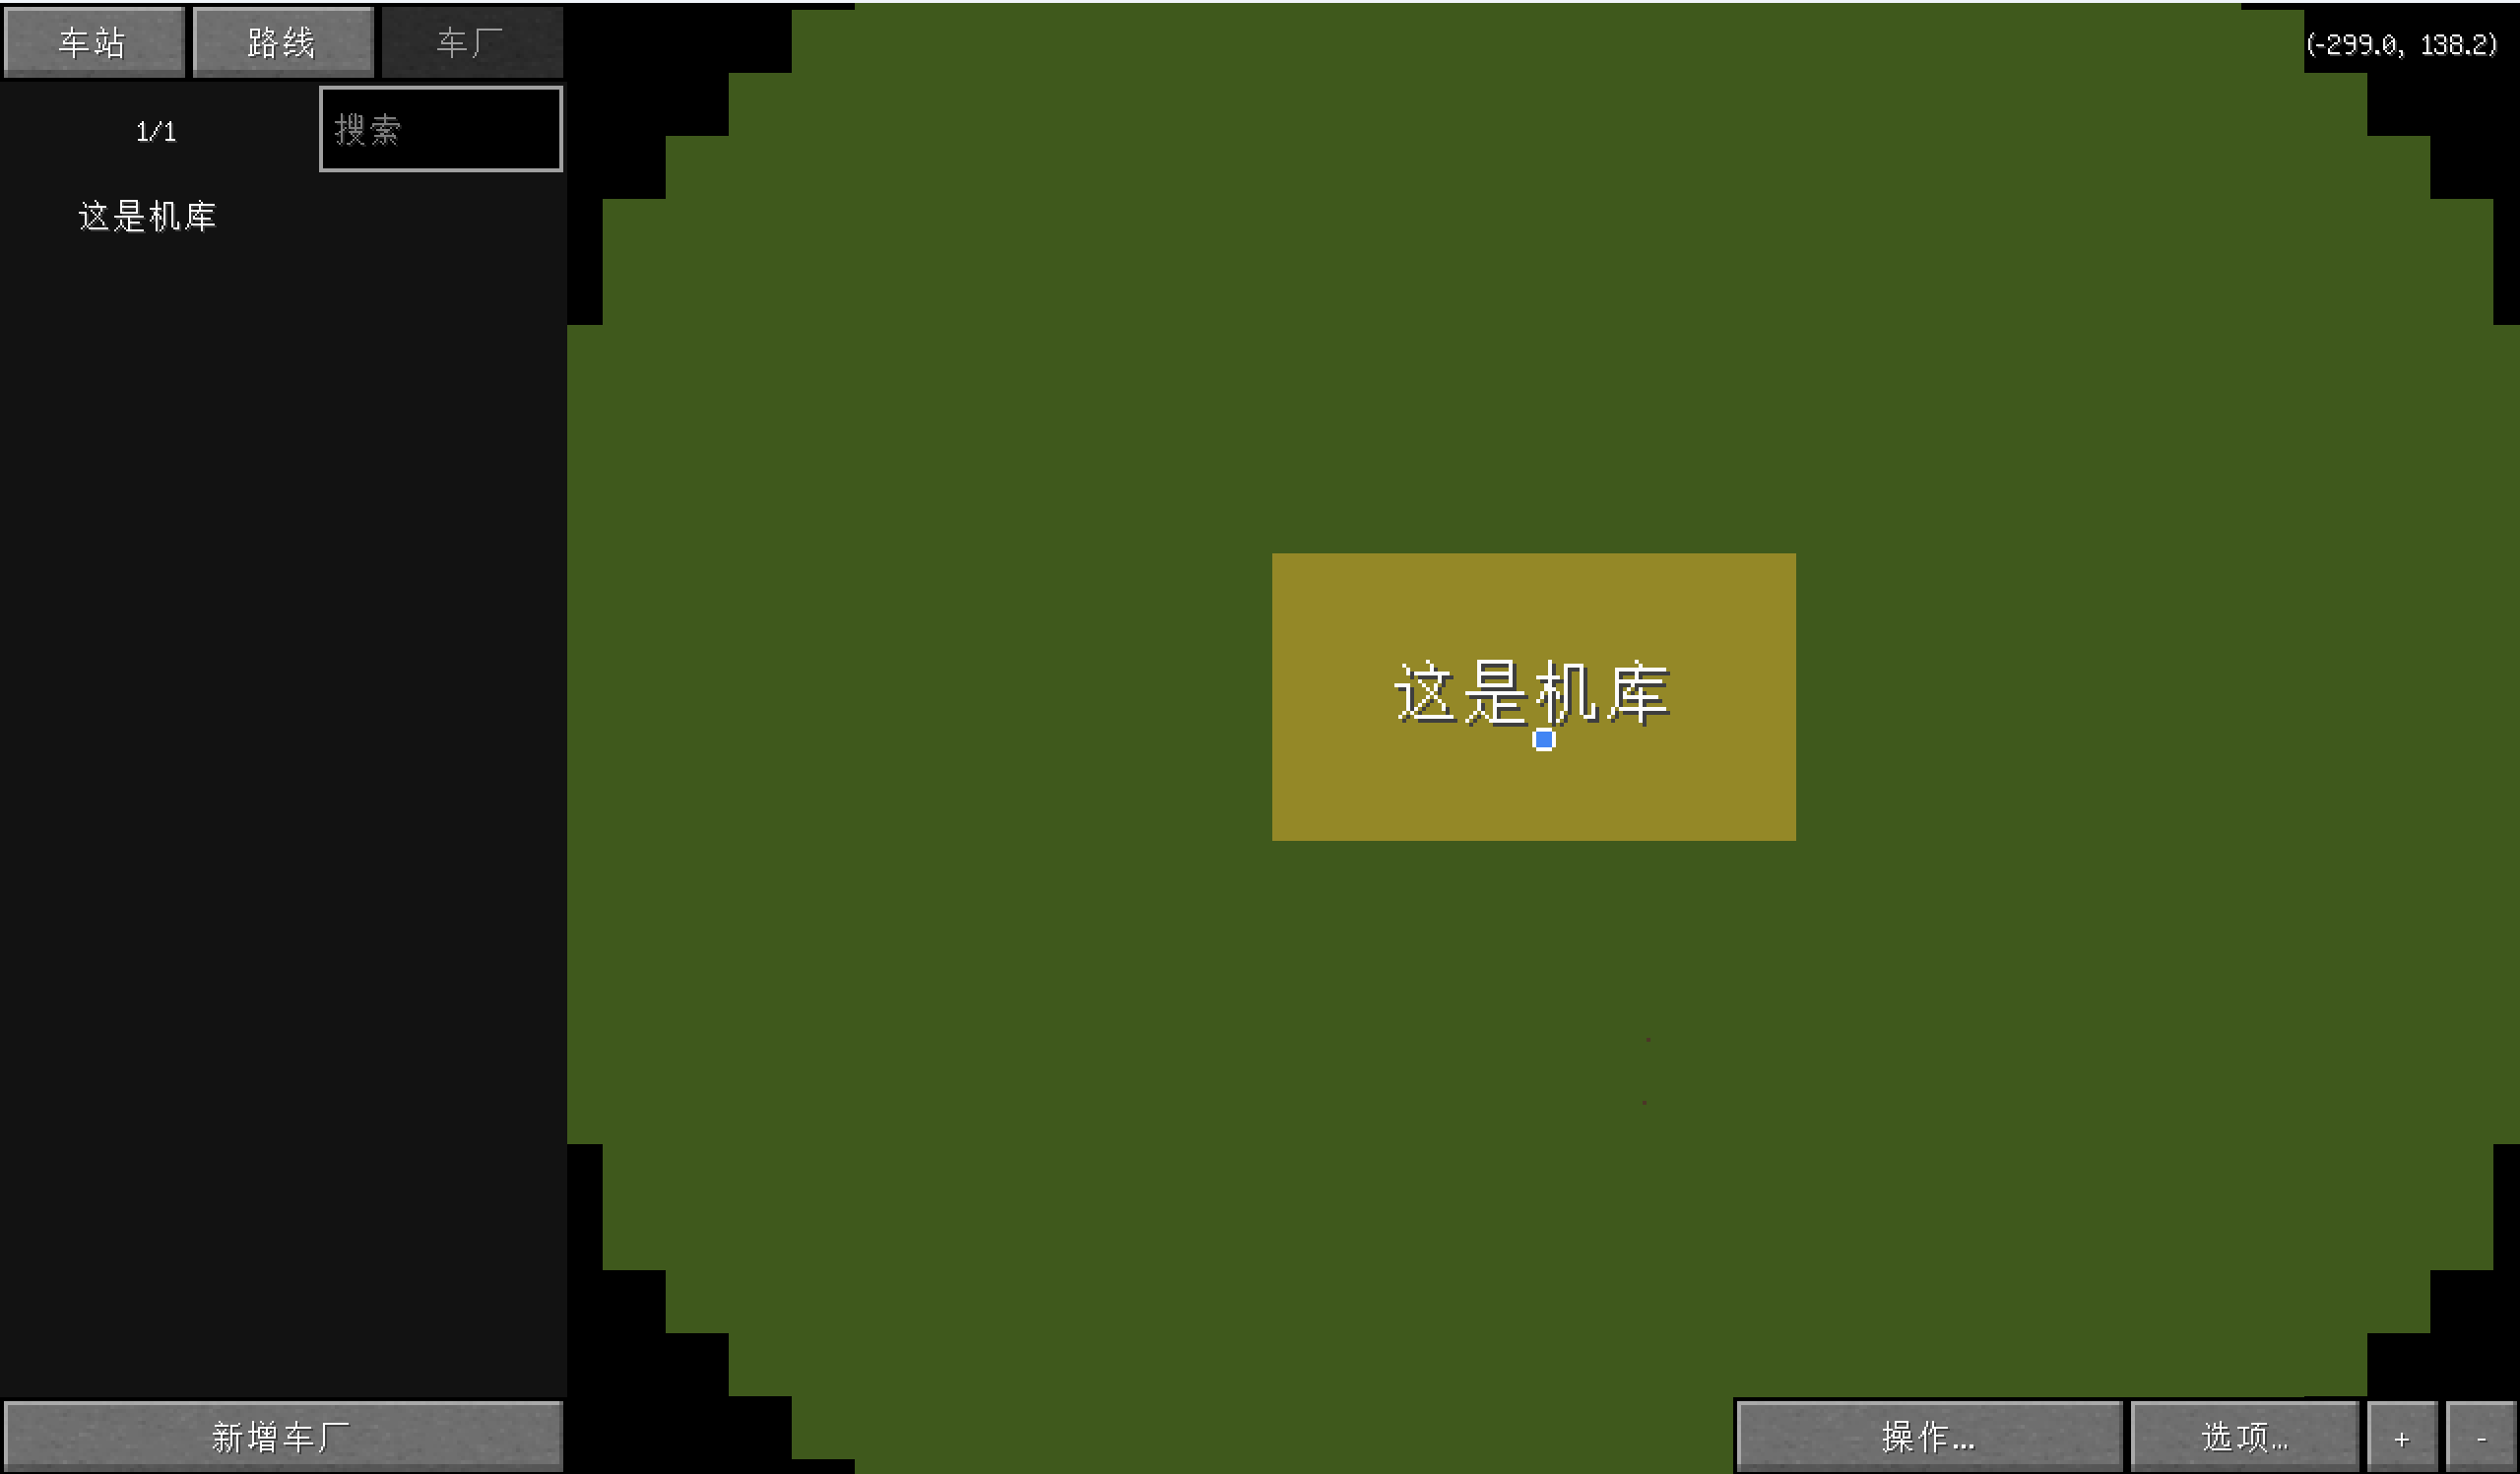 车站 路线 车厂 (-299.0, 138.2)
1/1 搜索
这是机库
这是机库
新增车厂 操作… 选项… + -